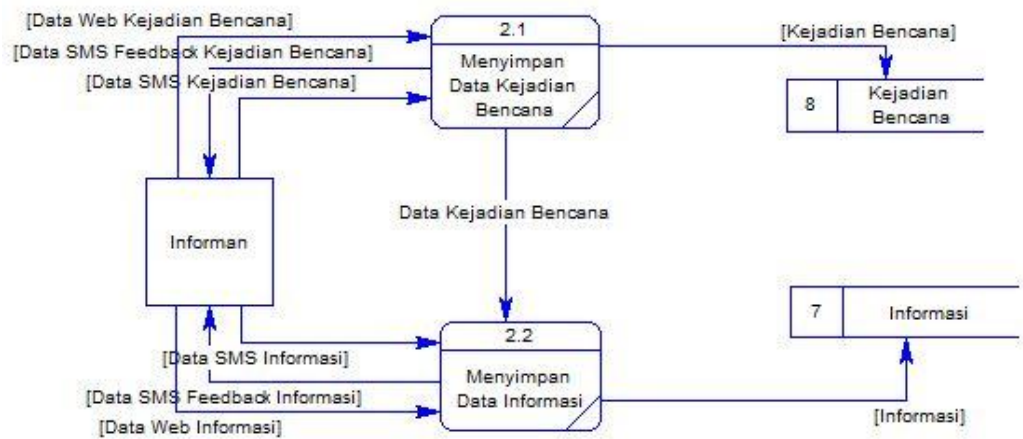 [Data Web Kejadian Bencana]
[Data SMS Feedback Kejadian Bencana]
[Data SMS Kejadian Bencana]
2.1
Menyimpan
Data Kejadian
Bencana
[Kejadian Bencana]
8
Kejadian
Bencana
Data Kejadian Bencana
Informan
7
Informasi
2.2
Menyimpan
Data Informasi
[Data SMS Informasi]
[Data SMS Feedback Informasi]
[Data Web Informasi]
[Informasi]